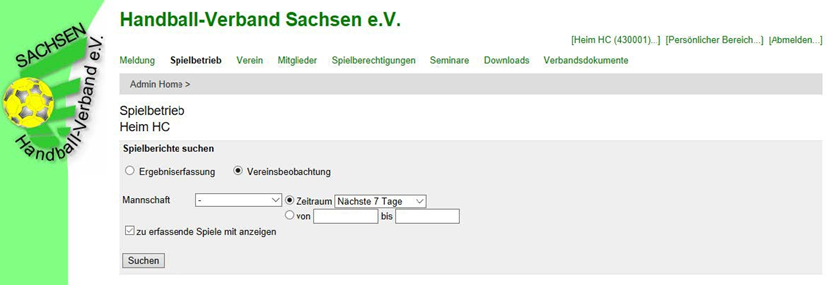 SACHSEN
Handball-Verband e.V.
Handball-Verband Sachsen e.V.
[Heim HC (430001)...] [Persönlicher Bereich...] [Abmelden...]
Meldung Spielbetrieb Verein Mitglieder Spielberechtigungen Seminare Downloads Verbandsdokumente
Admin Home >
Spielbetrieb
Heim HC
Spielberichte suchen
Ergebniserfassung Vereinsbeobachtung
Mannschaft - Zeitraum Nächste 7 Tage
von bis
zu erfassende Spiele mit anzeigen
Suchen